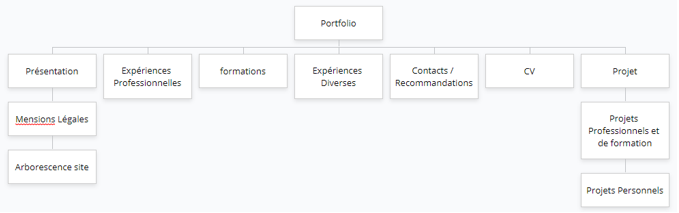 Portfolio
Présentation
Expériences
Professionnelles
formations
Expériences
Diverses
Contacts /
Recommandations
CV
Projet
Mensions Légales
Arborescence site
Projets
Professionnels et
de formation
Projets Personnels